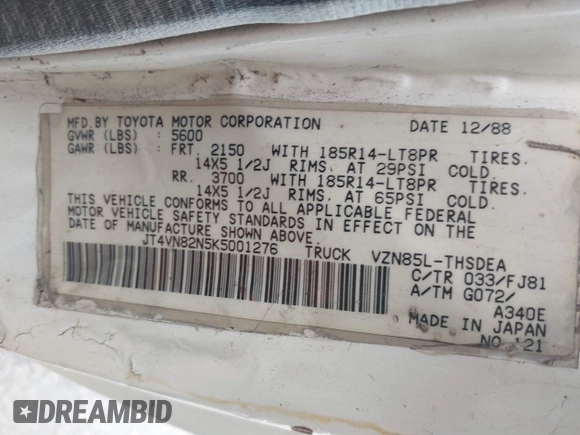 MFD.BY TOYOTA MOTOR CORPORATION DATE 12/88
GVWR (LBS) : 5600
GAWR (LBS) : FRT. 2150 WITH 185R14-LT8PR TIRES.
14X5 1/2J RIMS. AT 29PSI COLD.
RR. 3700 WITH 185R14-LT8PR TIRES.
14X5 1/2J RIMS. AT 65PSI COLD.
THIS VEHICLE CONFORMS TO ALL APPLICABLE FEDERAL
MOTOR VEHICLE SAFETY STANDARDS IN EFFECT ON THE
DATE OF MANUFACTURE SHOWN ABOVE.
JT4VN82N5K5001276 TRUCK VZN85L-THSDEA
C/TR 033/FJ81
A/TM G072/
A340E
MADE IN JAPAN
NO 121
DREAMBID